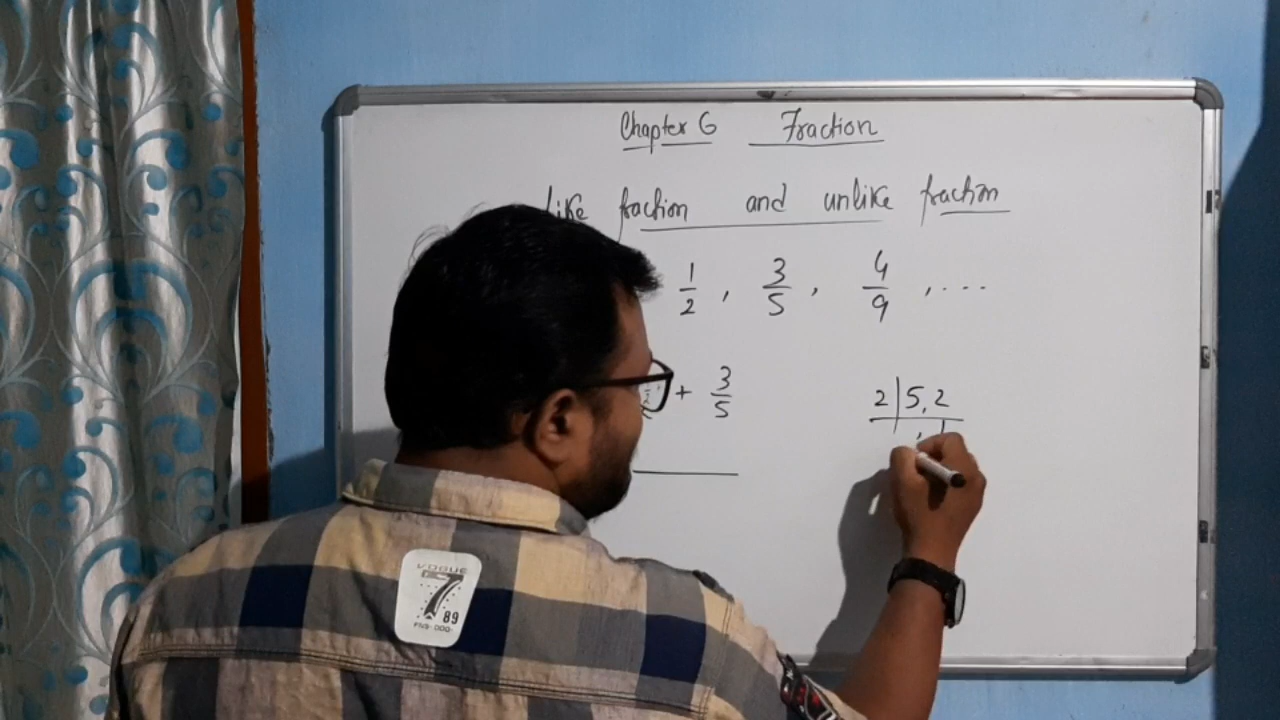 Chapter 6 Fraction
Like fraction and unlike fraction
1/2 , 3/5 , 4/9 , ...
+ 3/5
2 | 5, 2
, 1
VOGUE
7
89